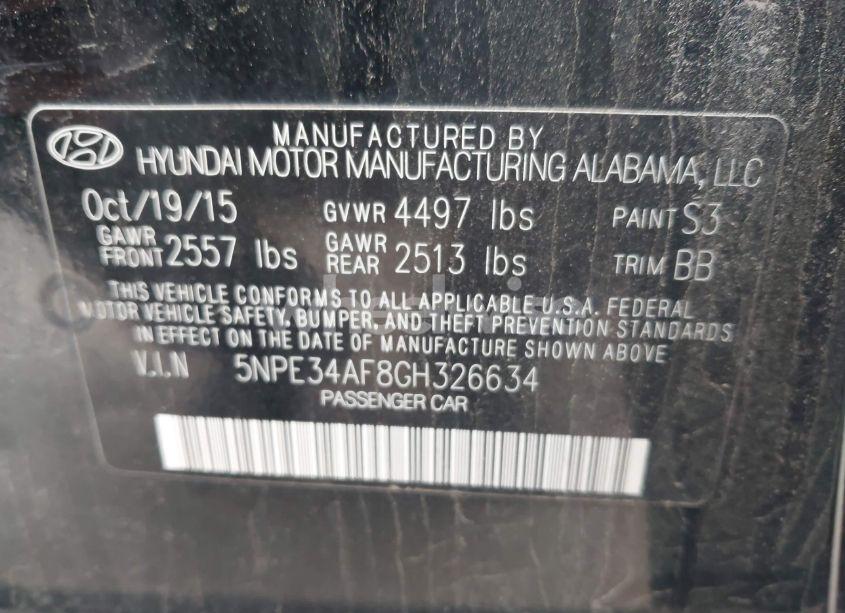 MANUFACTURED BY
HYUNDAI MOTOR MANUFACTURING ALABAMA, LLC
Oct/19/15 GVWR 4497 lbs PAINT S3
GAWR FRONT 2557 lbs GAWR REAR 2513 lbs TRIM BB
THIS VEHICLE CONFORMS TO ALL APPLICABLE U.S.A. FEDERAL
MOTOR VEHICLE SAFETY, BUMPER, AND THEFT PREVENTION STANDARDS
IN EFFECT ON THE DATE OF MANUFACTURE SHOWN ABOVE.
V.I.N 5NPE34AF8GH326634
PASSENGER CAR